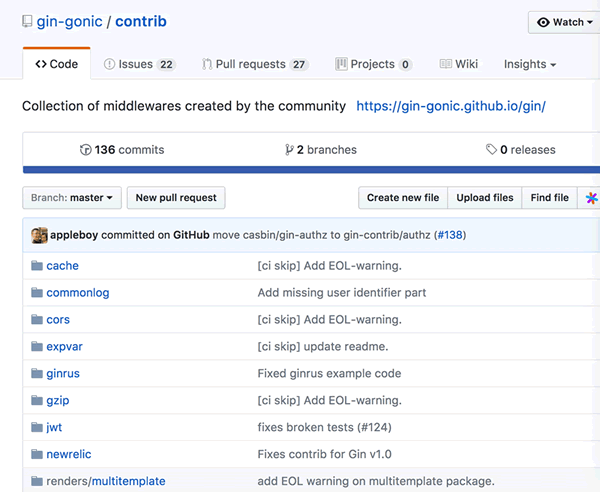 gin-gonic / contrib
Watch
Code Issues 22 Pull requests 27 Projects 0 Wiki Insights
Collection of middlewares created by the community https://gin-gonic.github.io/gin/
136 commits 2 branches 0 releases
Branch: master New pull request Create new file Upload files Find file
appleboy committed on GitHub move casbin/gin-authz to gin-contrib/authz (#138)
cache [ci skip] Add EOL-warning.
commonlog Add missing user identifier part
cors [ci skip] Add EOL-warning.
expvar [ci skip] update readme.
ginrus Fixed ginrus example code
gzip [ci skip] Add EOL-warning.
jwt fixes broken tests (#124)
newrelic Fixes contrib for Gin v1.0
renders/multitemplate add EOL warning on multitemplate package.